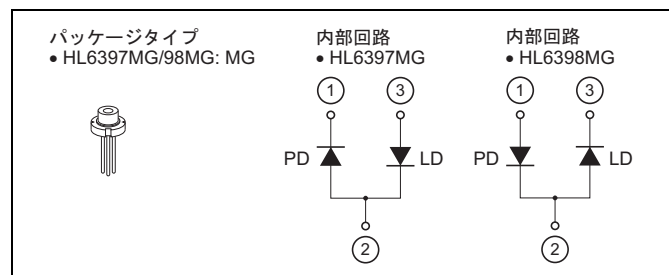 パッケージタイプ
• HL6397MG/98MG: MG
内部回路
• HL6397MG
1
3
PD
LD
2
内部回路
• HL6398MG
1
3
PD
LD
2